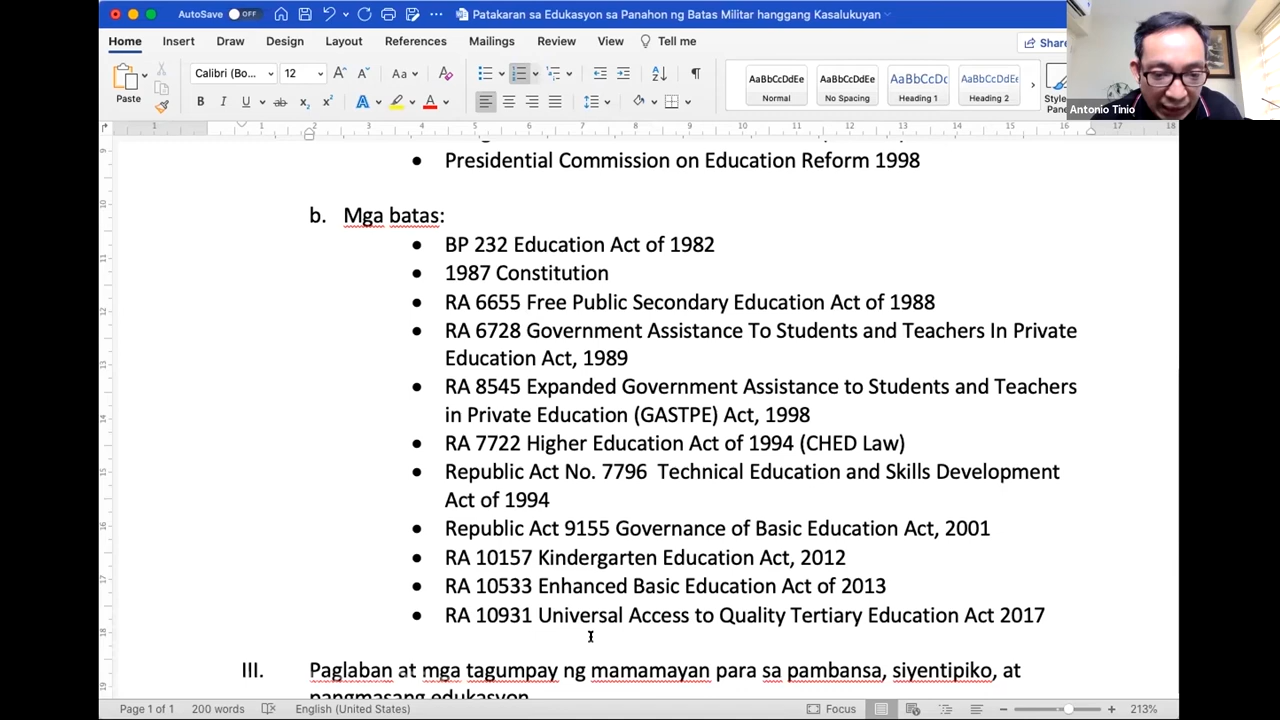 AutoSave OFF Patakaran sa Edukasyon sa Panahon ng Batas Militar hanggang Kasalukuyan
Home Insert Draw Design Layout References Mailings Review View Tell me Share
Paste Calibri (Bo... 12 AaBbCcDdEe Normal AaBbCcDdEe No Spacing AaBbCcDc Heading 1 AaBbCcDdEe Heading 2
Antonio Tinio
• Presidential Commission on Education Reform 1998
b. Mga batas:
• BP 232 Education Act of 1982
• 1987 Constitution
• RA 6655 Free Public Secondary Education Act of 1988
• RA 6728 Government Assistance To Students and Teachers In Private
Education Act, 1989
• RA 8545 Expanded Government Assistance to Students and Teachers
in Private Education (GASTPE) Act, 1998
• RA 7722 Higher Education Act of 1994 (CHED Law)
• Republic Act No. 7796 Technical Education and Skills Development
Act of 1994
• Republic Act 9155 Governance of Basic Education Act, 2001
• RA 10157 Kindergarten Education Act, 2012
• RA 10533 Enhanced Basic Education Act of 2013
• RA 10931 Universal Access to Quality Tertiary Education Act 2017
III. Paglaban at mga tagumpay ng mamamayan para sa pambansa, siyentipiko, at
pangmasang edukasyon
Page 1 of 1 200 words English (United States) Focus 213%